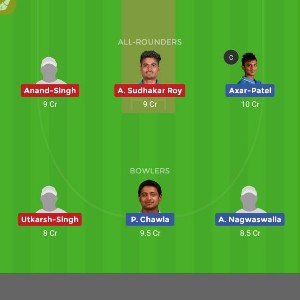 ALL-ROUNDERS
C
Anand-Singh
A. Sudhakar Roy
Axar-Patel
9 Cr
9 Cr
10 Cr
BOWLERS
Utkarsh-Singh
P. Chawla
A. Nagwaswalla
8 Cr
9.5 Cr
8.5 Cr